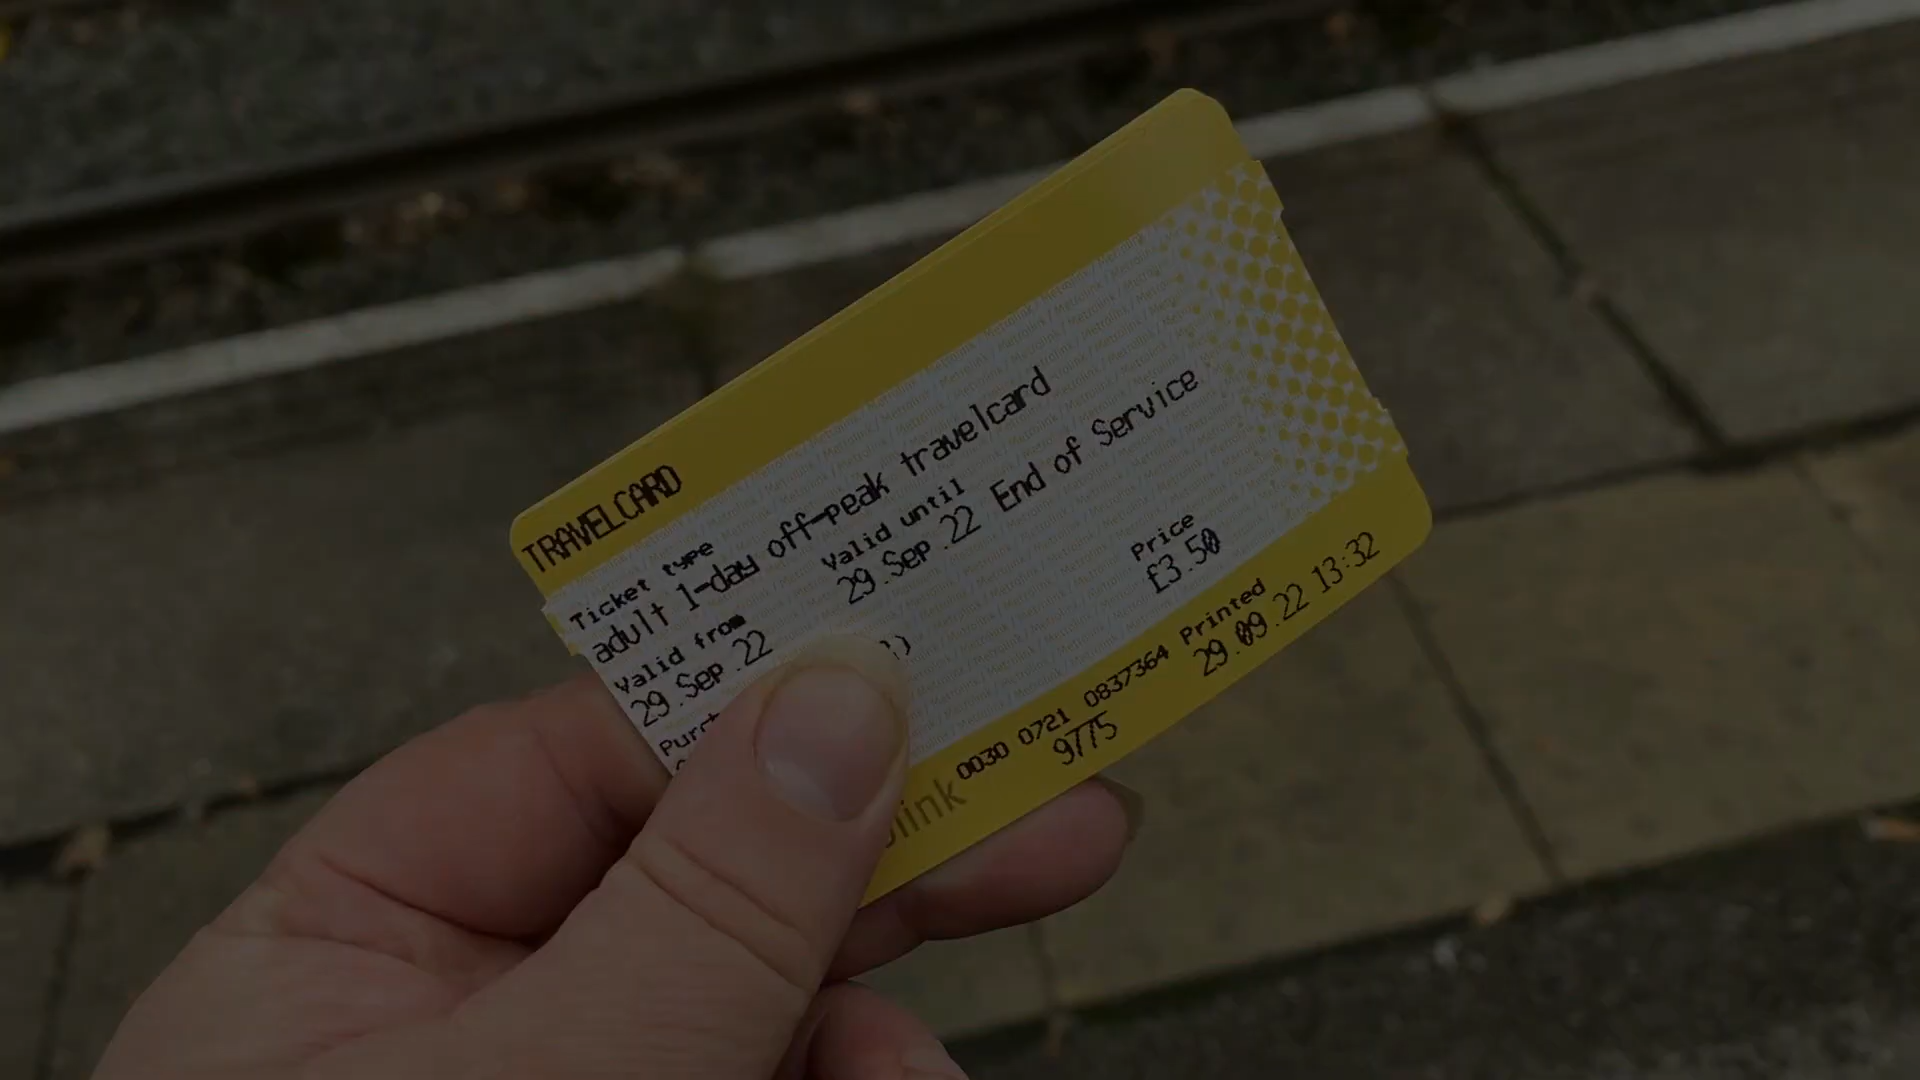 TRAVELCARD
Ticket type
adult 1-day off-peak travelcard
Valid from
Valid until
29.Sep.22
29.Sep.22 End of Service
Price
£3.50
0030 0721 0837364
Printed
9775
29.09.22 13:32